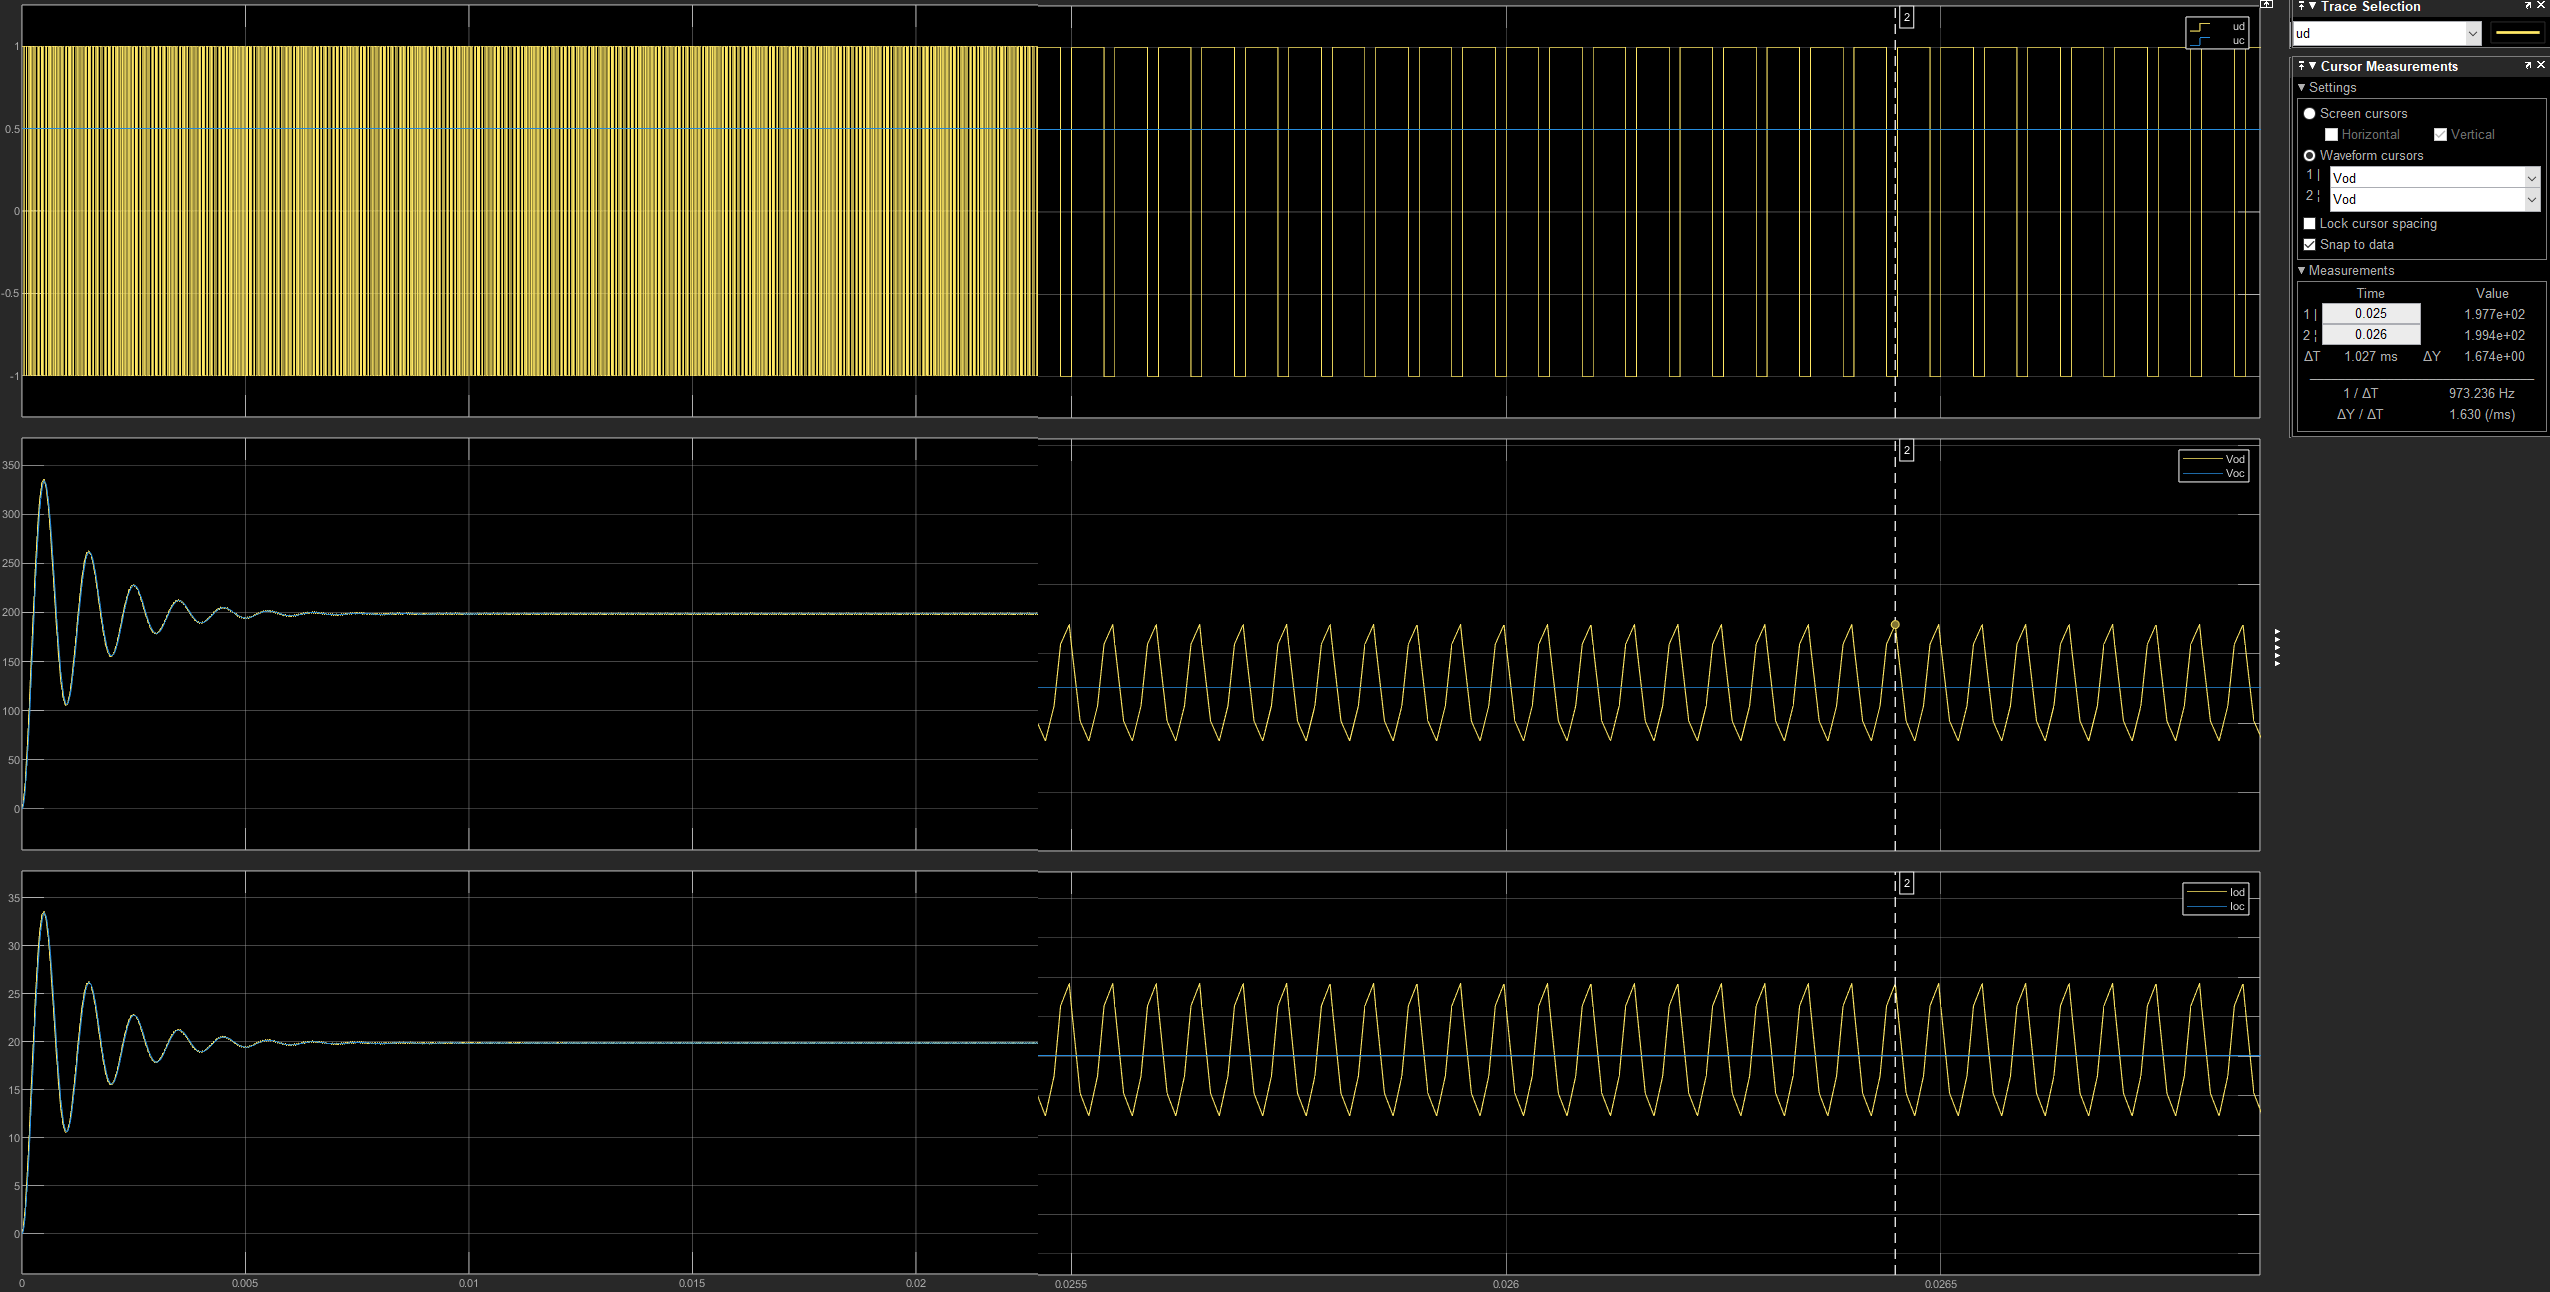 1
0.5
0
-0.5
-1
2
ud
uc
350
300
250
200
150
100
50
0
2
Vod
Voc
35
30
25
20
15
10
5
0
2
Iod
Ioc
0
0.005
0.01
0.015
0.02
0.0255
0.026
0.0265
Trace Selection
ud
Cursor Measurements
Settings
Screen cursors
Horizontal Vertical
Waveform cursors
1 | Vod
2 ¦ Vod
Lock cursor spacing
Snap to data
Measurements
Time Value
1 | 0.025 1.977e+02
2 ¦ 0.026 1.994e+02
ΔT 1.027 ms ΔY 1.674e+00
1 / ΔT 973.236 Hz
ΔY / ΔT 1.630 (/ms)